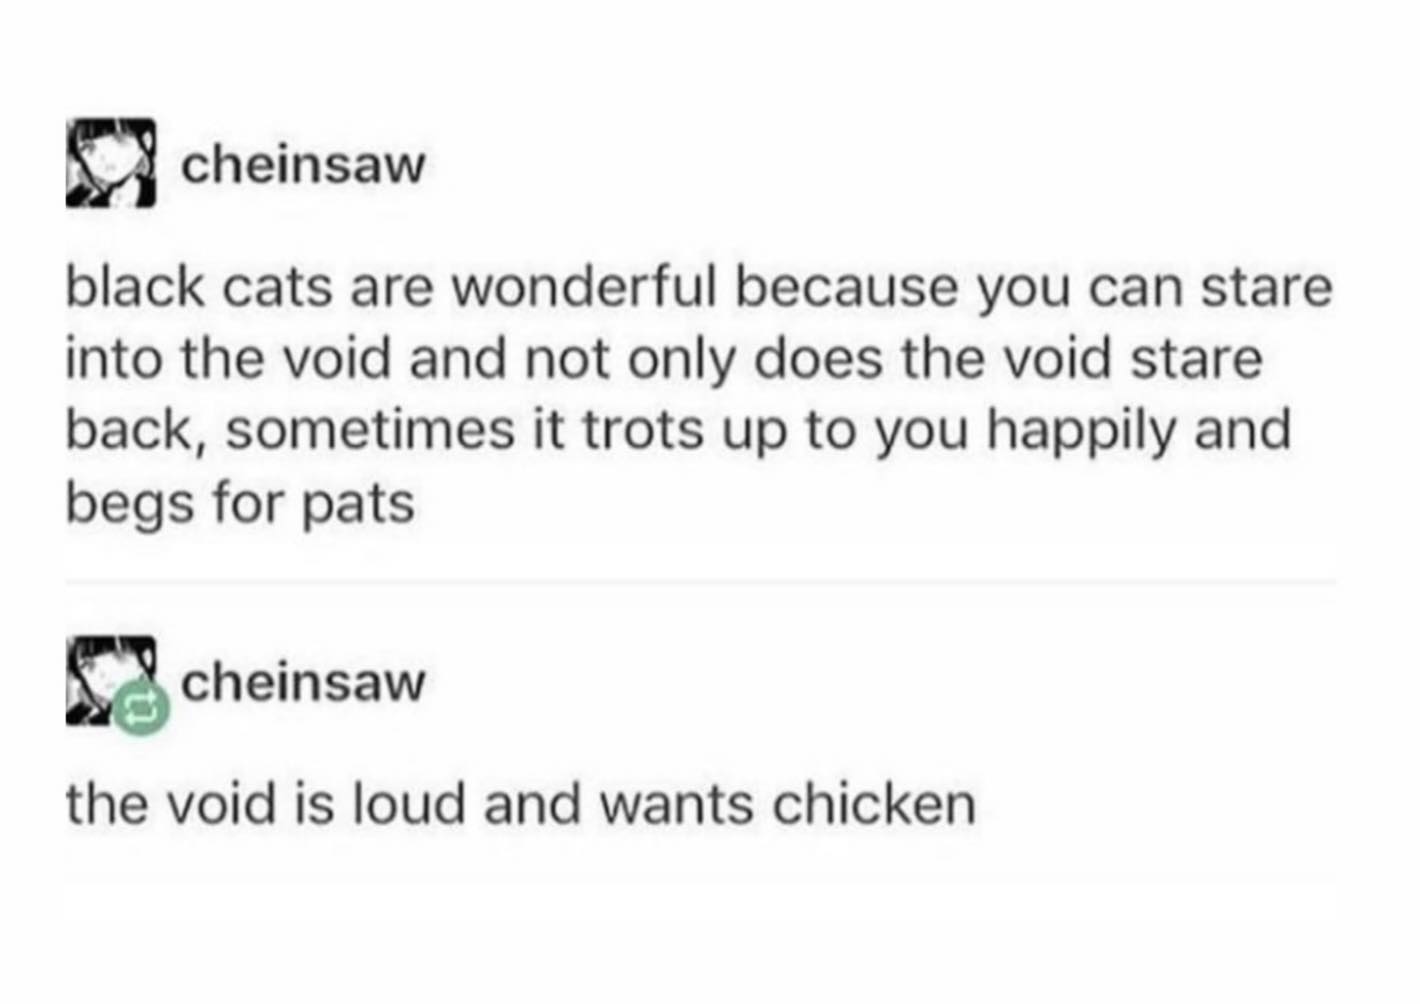 cheinsaw
black cats are wonderful because you can stare
into the void and not only does the void stare
back, sometimes it trots up to you happily and
begs for pats
cheinsaw
the void is loud and wants chicken